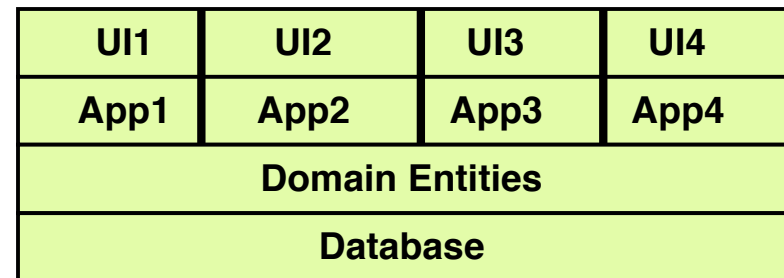 UI1 UI2 UI3 UI4
App1 App2 App3 App4
Domain Entities
Database